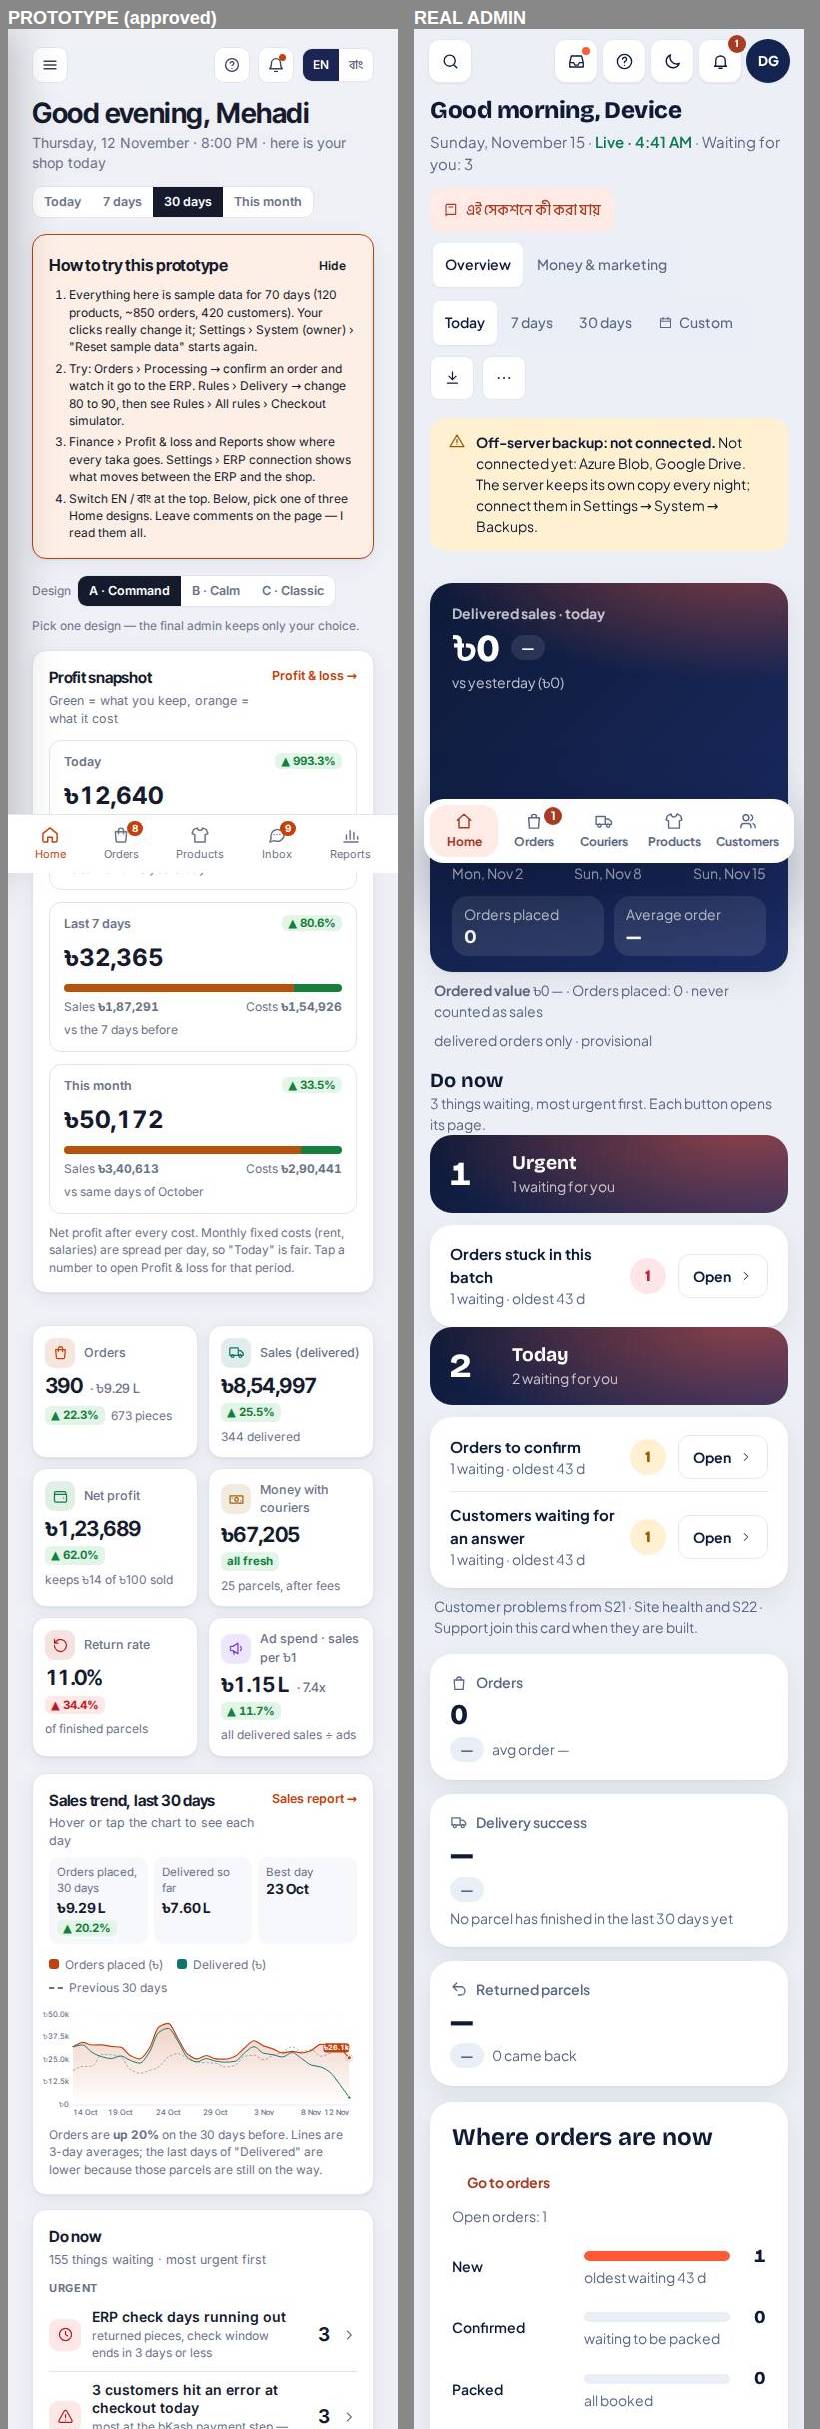 PROTOTYPE (approved)
EN
বাং
Good evening, Mehadi
Thursday, 12 November · 8:00 PM · here is your
shop today
Today
7 days
30 days
This month
How to try this prototype
Hide
1. Everything here is sample data for 70 days (120
products, ~850 orders, 420 customers). Your
clicks really change it; Settings › System (owner) ›
"Reset sample data" starts again.
2. Try: Orders › Processing → confirm an order and
watch it go to the ERP. Rules › Delivery → change
80 to 90, then see Rules › All rules › Checkout
simulator.
3. Finance › Profit & loss and Reports show where
every taka goes. Settings › ERP connection shows
what moves between the ERP and the shop.
4. Switch EN / বাং at the top. Below, pick one of three
Home designs. Leave comments on the page — I
read them all.
Design
A · Command
B · Calm
C · Classic
Pick one design — the final admin keeps only your choice.
Profit snapshot
Profit & loss →
Green = what you keep, orange =
what it cost
Today
▲ 993.3%
৳12,640
8
9
Home
Orders
Products
Inbox
Reports
Last 7 days
▲ 80.6%
৳32,365
Sales ৳1,87,291
Costs ৳1,54,926
vs the 7 days before
This month
▲ 33.5%
৳50,172
Sales ৳3,40,613
Costs ৳2,90,441
vs same days of October
Net profit after every cost. Monthly fixed costs (rent,
salaries) are spread per day, so "Today" is fair. Tap a
number to open Profit & loss for that period.
Orders
390 · ৳9.29 L
▲ 22.3% 673 pieces
Sales (delivered)
৳8,54,997
▲ 25.5%
344 delivered
Net profit
৳1,23,689
▲ 62.0%
keeps ৳14 of ৳100 sold
Money with
couriers
৳67,205
all fresh
25 parcels, after fees
Return rate
11.0%
▲ 34.4%
of finished parcels
Ad spend · sales
per ৳1
৳1.15 L · 7.4x
▲ 11.7%
all delivered sales ÷ ads
Sales trend, last 30 days
Sales report →
Hover or tap the chart to see each
day
Orders placed,
30 days
৳9.29 L
▲ 20.2%
Delivered so
far
৳7.60 L
Best day
23 Oct
Orders placed (৳)
Delivered (৳)
Previous 30 days
৳50.0k
৳37.5k
৳25.0k
৳12.5k
৳0
৳26.1k
14 Oct
19 Oct
24 Oct
29 Oct
3 Nov
8 Nov
12 Nov
Orders are up 20% on the 30 days before. Lines are
3-day averages; the last days of "Delivered" are
lower because those parcels are still on the way.
Do now
155 things waiting · most urgent first
URGENT
ERP check days running out
returned pieces, check window
ends in 3 days or less
3
3 customers hit an error at
checkout today
most at the bKash payment step —
3
REAL ADMIN
1
DG
Good morning, Device
Sunday, November 15 · Live · 4:41 AM · Waiting for
you: 3
এই সেকশনে কী করা যায়
Overview
Money & marketing
Today
7 days
30 days
Custom
Off-server backup: not connected. Not
connected yet: Azure Blob, Google Drive.
The server keeps its own copy every night;
connect them in Settings → System →
Backups.
Delivered sales · today
৳0 —
vs yesterday (৳0)
1
Home
Orders
Couriers
Products
Customers
Mon, Nov 2
Sun, Nov 8
Sun, Nov 15
Orders placed
0
Average order
—
Ordered value ৳0 — · Orders placed: 0 · never
counted as sales
delivered orders only · provisional
Do now
3 things waiting, most urgent first. Each button opens
its page.
1
Urgent
1 waiting for you
Orders stuck in this
batch
1 waiting · oldest 43 d
1
Open
2
Today
2 waiting for you
Orders to confirm
1 waiting · oldest 43 d
1
Open
Customers waiting for
an answer
1 waiting · oldest 43 d
1
Open
Customer problems from S21 · Site health and S22 ·
Support join this card when they are built.
Orders
0
— avg order —
Delivery success
—
—
No parcel has finished in the last 30 days yet
Returned parcels
—
— 0 came back
Where orders are now
Go to orders
Open orders: 1
New
1
oldest waiting 43 d
Confirmed
0
waiting to be packed
Packed
0
all booked